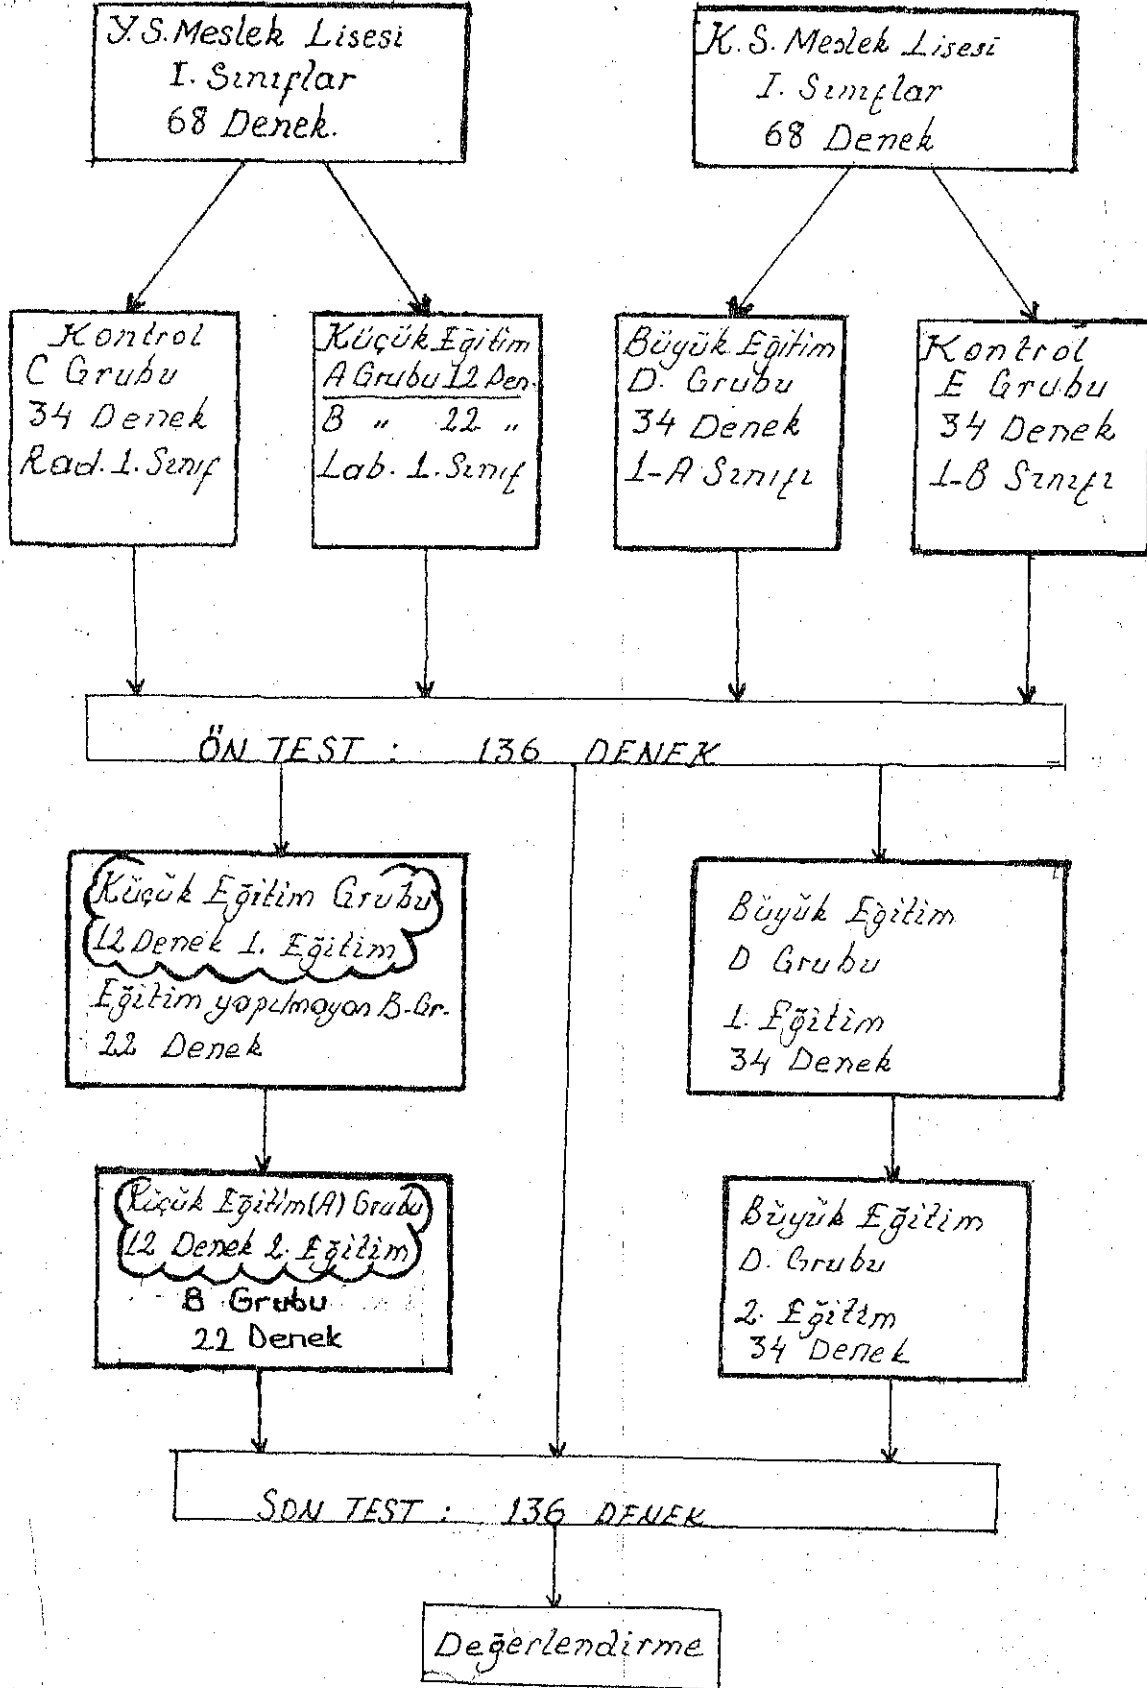 Y.S. Meslek Lisesi
I. Sınıflar
68 Denek.
K.S. Meslek Lisesi
I. Sınıflar
68 Denek
Kontrol
C Grubu
34 Denek
Rad. 1. Sınıf
Küçük Eğitim
A Grubu 12 Den.
B " 22 "
Lab. 1. Sınıf
Büyük Eğitim
D. Grubu
34 Denek
1-A Sınıfı
Kontrol
E Grubu
34 Denek
1-B Sınıfı
ÖN TEST : 136 DENEK
Küçük Eğitim Grubu
12 Denek 1. Eğitim
Eğitim yapılmayan B-Gr.
22 Denek
Büyük Eğitim
D Grubu
1. Eğitim
34 Denek
Küçük Eğitim (A) Grubu
12 Denek 2. Eğitim
B Grubu
22 Denek
Büyük Eğitim
D. Grubu
2. Eğitim
34 Denek
SON TEST : 136 DENEK
Değerlendirme